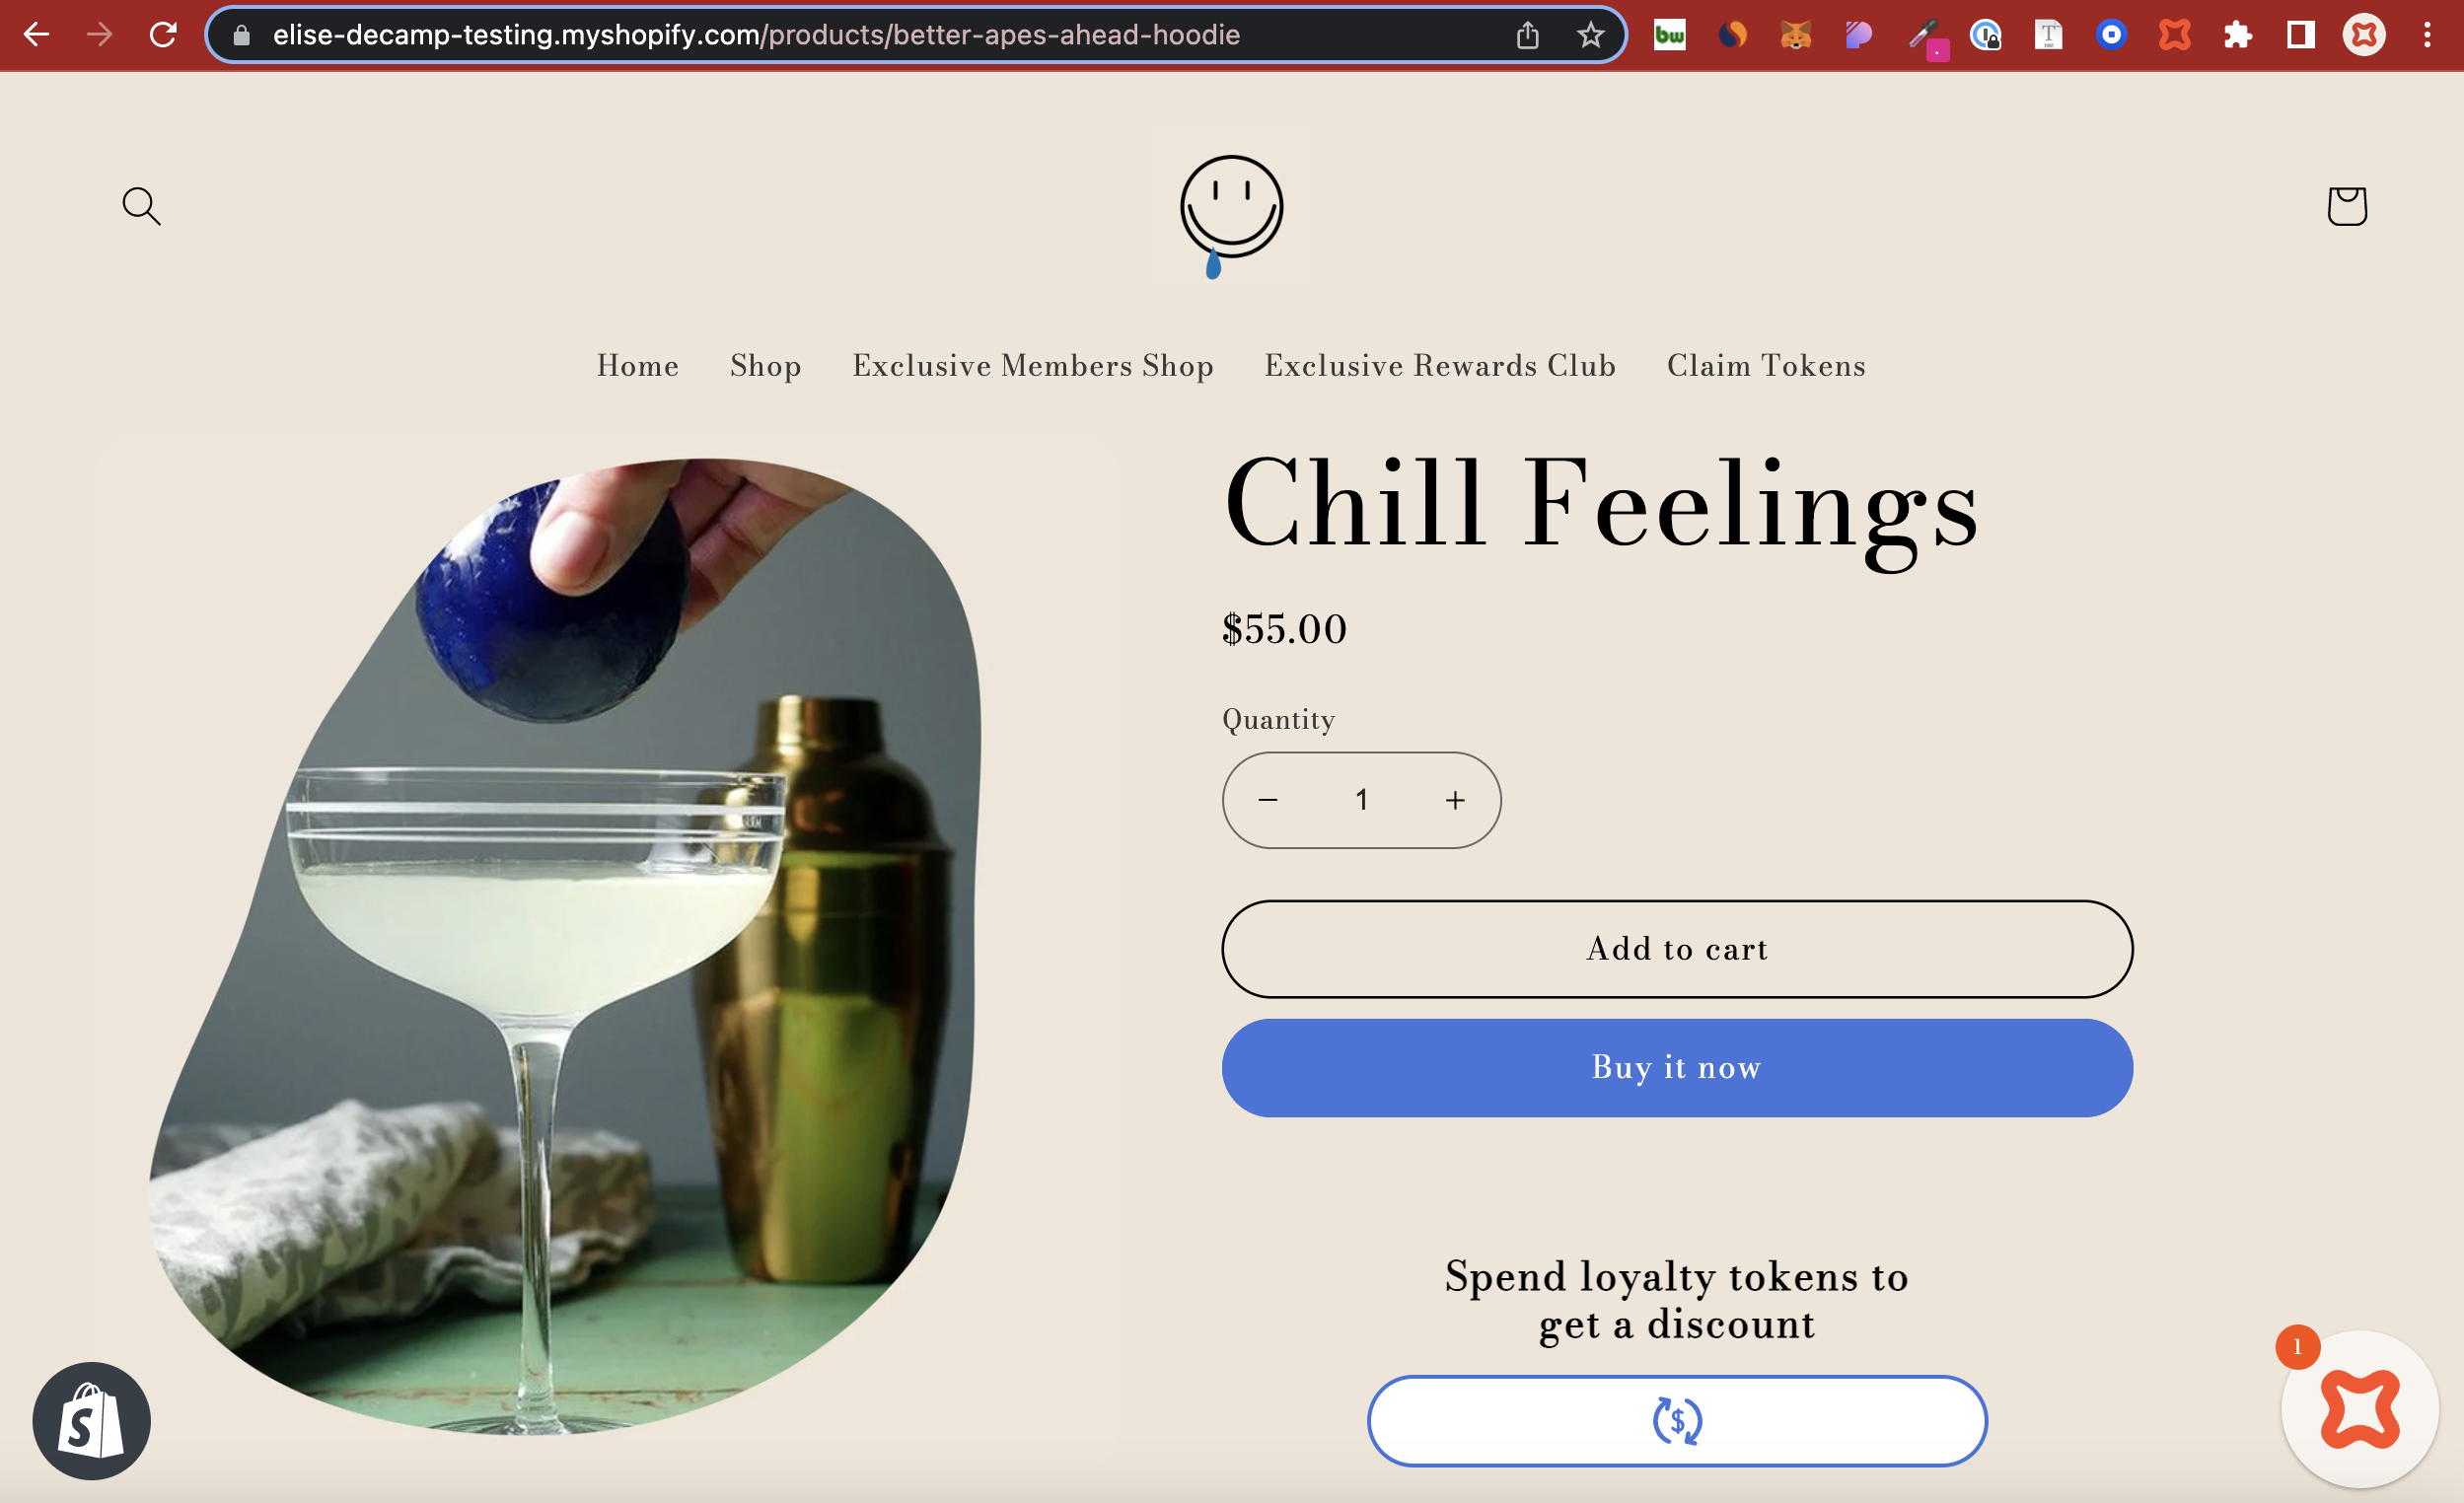 elise-decamp-testing.myshopify.com/products/better-apes-ahead-hoodie
bw
Home Shop Exclusive Members Shop Exclusive Rewards Club Claim Tokens
Chill Feelings
$55.00
Quantity
− 1 +
Add to cart
Buy it now
Spend loyalty tokens to
get a discount
$
S
1